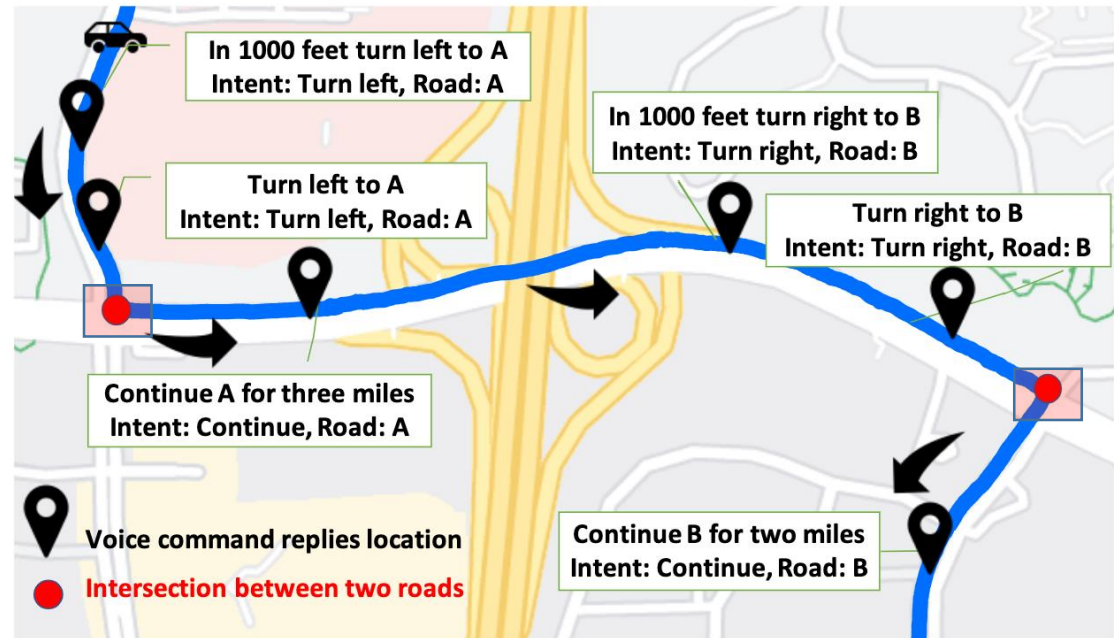 In 1000 feet turn left to A
Intent: Turn left, Road: A
In 1000 feet turn right to B
Intent: Turn right, Road: B
Turn left to A
Intent: Turn left, Road: A
Turn right to B
Intent: Turn right, Road: B
Continue A for three miles
Intent: Continue, Road: A
Continue B for two miles
Intent: Continue, Road: B
Voice command replies location
Intersection between two roads